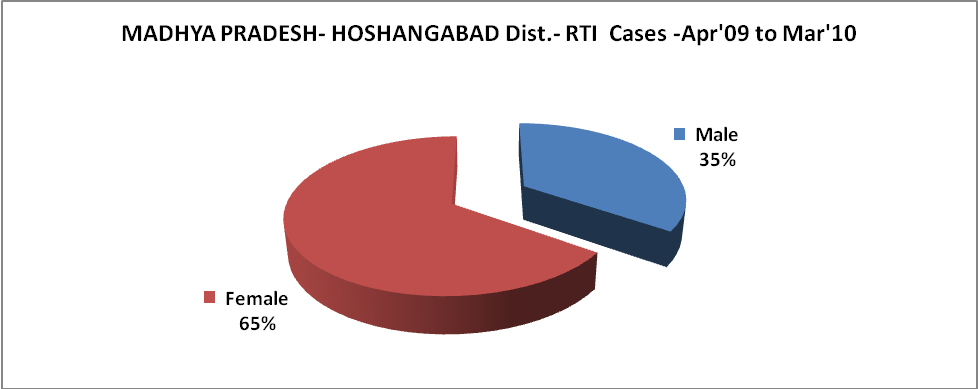 MADHYA PRADESH- HOSHANGABAD Dist.- RTI  Cases -Apr'09 to Mar'10
Male
35%
Female
65%